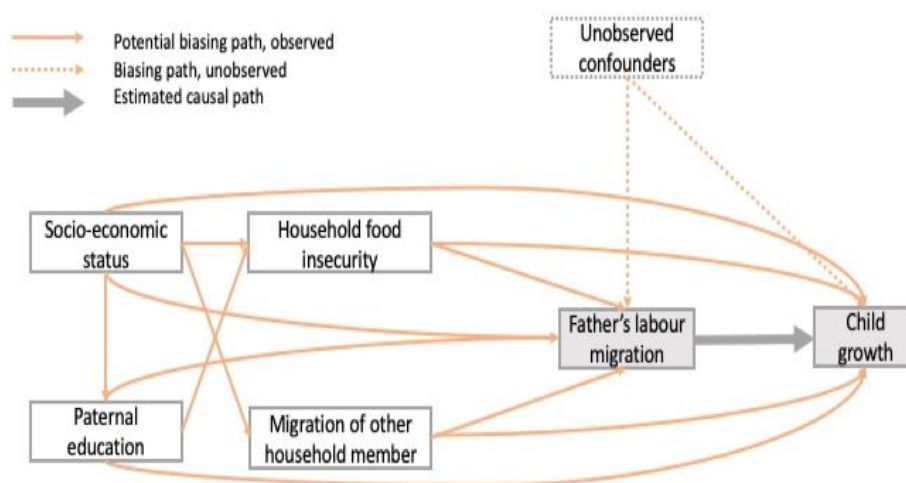 Potential biasing path, observed
Biasing path, unobserved
Estimated causal path
Unobserved
confounders
Socio-economic
status
Household food
insecurity
Father's labour
migration
Child
growth
Paternal
education
Migration of other
household member